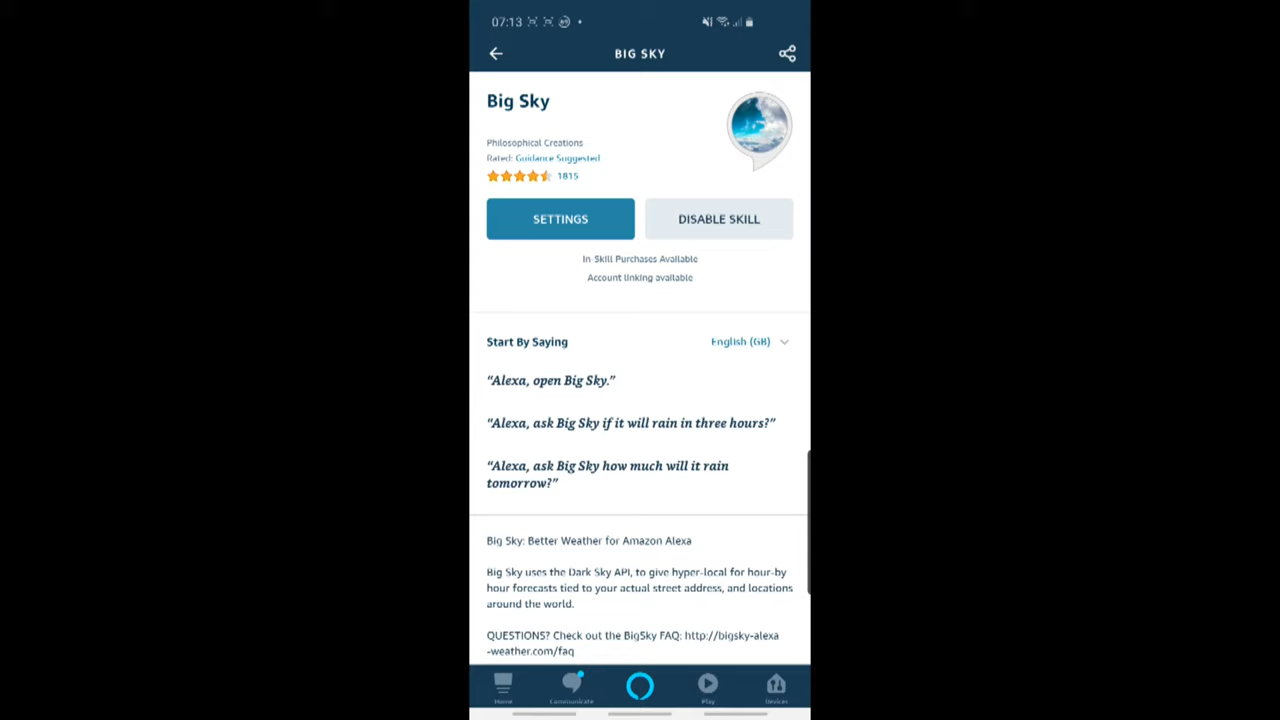 07:13
BIG SKY
Big Sky
Philosophical Creations
Rated: Guidance Suggested
1815
SETTINGS
DISABLE SKILL
In-Skill Purchases Available
Account linking available
Start By Saying
English (GB)
“Alexa, open Big Sky.”
“Alexa, ask Big Sky if it will rain in three hours?”
“Alexa, ask Big Sky how much will it rain
tomorrow?”
Big Sky: Better Weather for Amazon Alexa
Big Sky uses the Dark Sky API, to give hyper-local for hour-by
hour forecasts tied to your actual street address, and locations
around the world.
QUESTIONS? Check out the BigSky FAQ: http://bigsky-alexa
-weather.com/faq
Home
Communicate
Play
Devices